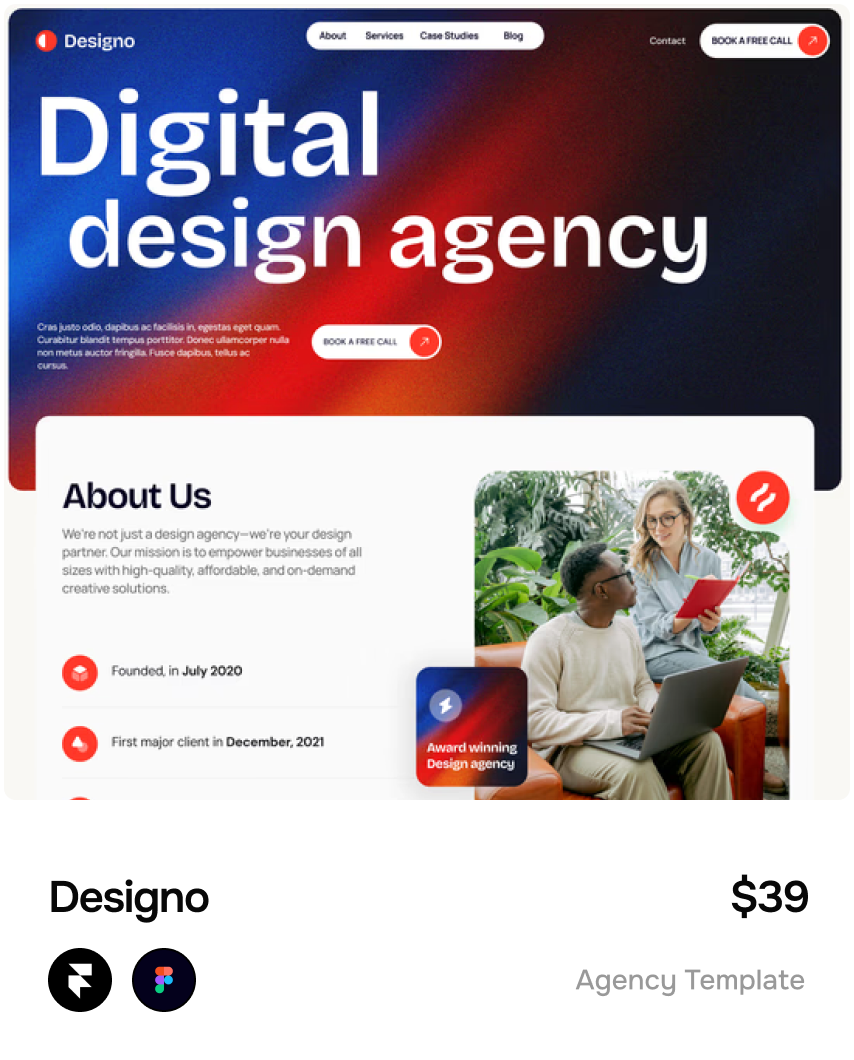 Designo
About Services Case Studies Blog
Contact
BOOK A FREE CALL
Digital
design agency
Cras justo odio, dapibus ac facilisis in, egestas eget quam.
Curabitur blandit tempus porttitor. Donec ullamcorper nulla
non metus auctor fringilla. Fusce dapibus, tellus ac
cursus.
BOOK A FREE CALL
About Us
We're not just a design agency—we're your design
partner. Our mission is to empower businesses of all
sizes with high-quality, affordable, and on-demand
creative solutions.
Founded, in July 2020
First major client in December, 2021
Award winning
Design agency
Designo
$39
Agency Template